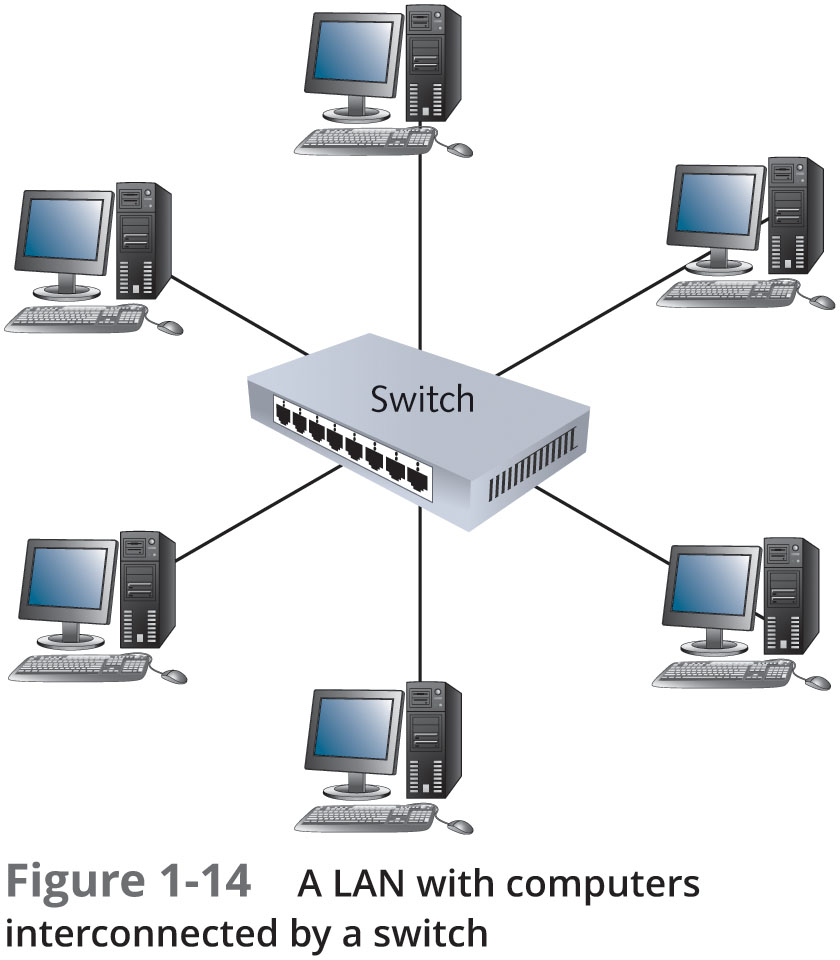 Switch
Figure 1-14 A LAN with computers
interconnected by a switch